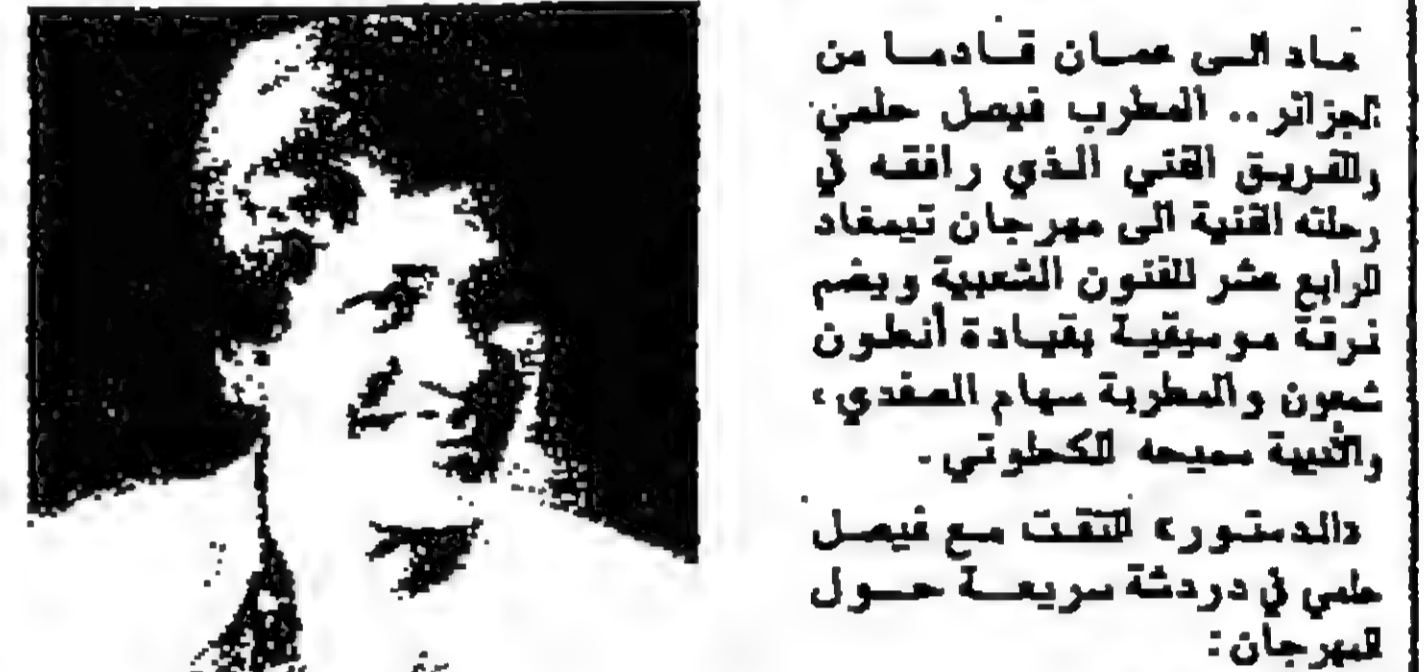 عاد الى عمان قادما من
الجزائر .. المطرب فيصل حلمي
والفريق الفني الذي رافقه في
رحلته الفنية الى مهرجان تيمقاد
الرابع عشر للفنون الشعبية ويضم
فرقة موسيقية بقيادة أنطون
شمعون والمطربة سهام الصفدي ،
والأديبة سميحه .
«الدستور» التقت مع فيصل
حلمي في دردشة سريعة حول
المهرجان :